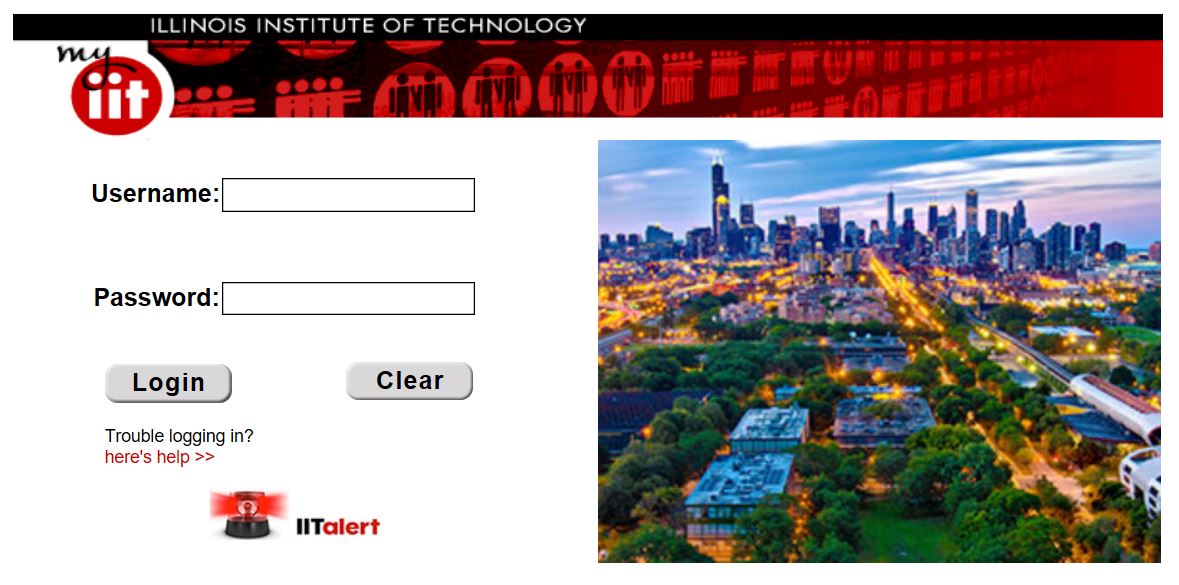 ILLINOIS INSTITUTE OF TECHNOLOGY
my
iit
Username:
Password:
Login
Clear
Trouble logging in?
here's help >>
IITalert